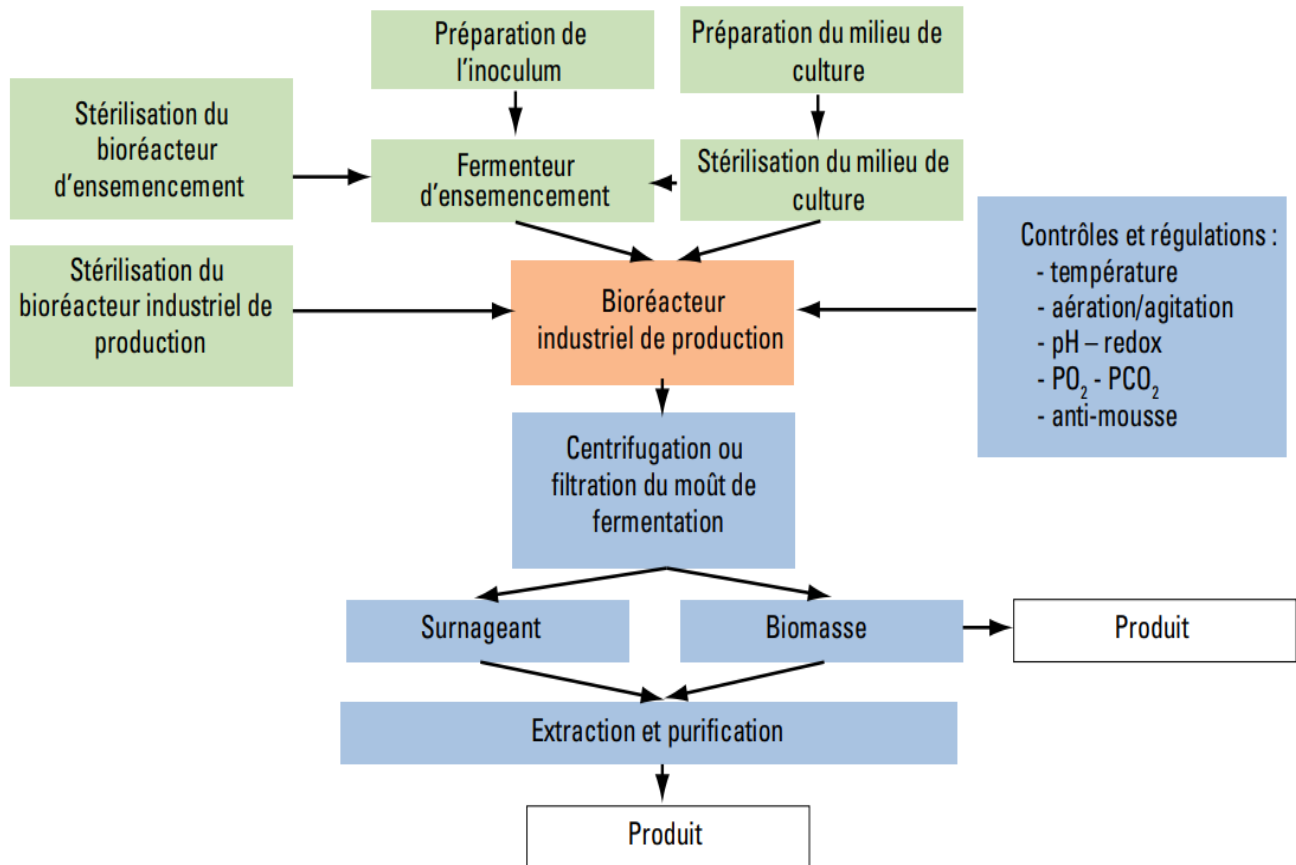 Préparation de
l'inoculum
Préparation du milieu de
culture
Stérilisation du
bioréacteur
d'ensemencement
Fermenteur
d'ensemencement
Stérilisation du milieu de
culture
Stérilisation du
bioréacteur industriel de
production
Bioréacteur
industriel de production
Contrôles et régulations :
- température
- aération/agitation
- pH – redox
- PO₂ - PCO₂
- anti-mousse
Centrifugation ou
filtration du moût de
fermentation
Surnageant
Biomasse
Produit
Extraction et purification
Produit